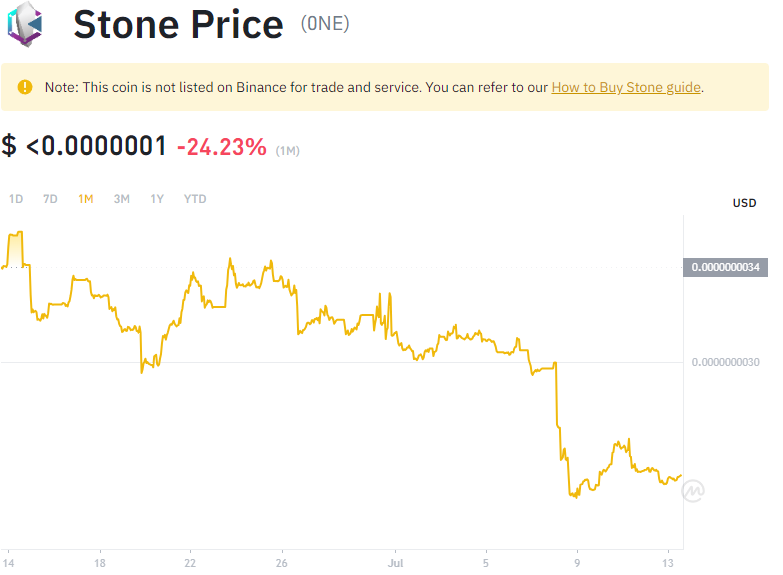 Stone Price (0NE)
Note: This coin is not listed on Binance for trade and service. You can refer to our How to Buy Stone guide.
$ <0.0000001 -24.23% (1M)
1D 7D 1M 3M 1Y YTD
USD
0.0000000034
0.0000000030
14 18 22 26 Jul 5 9 13